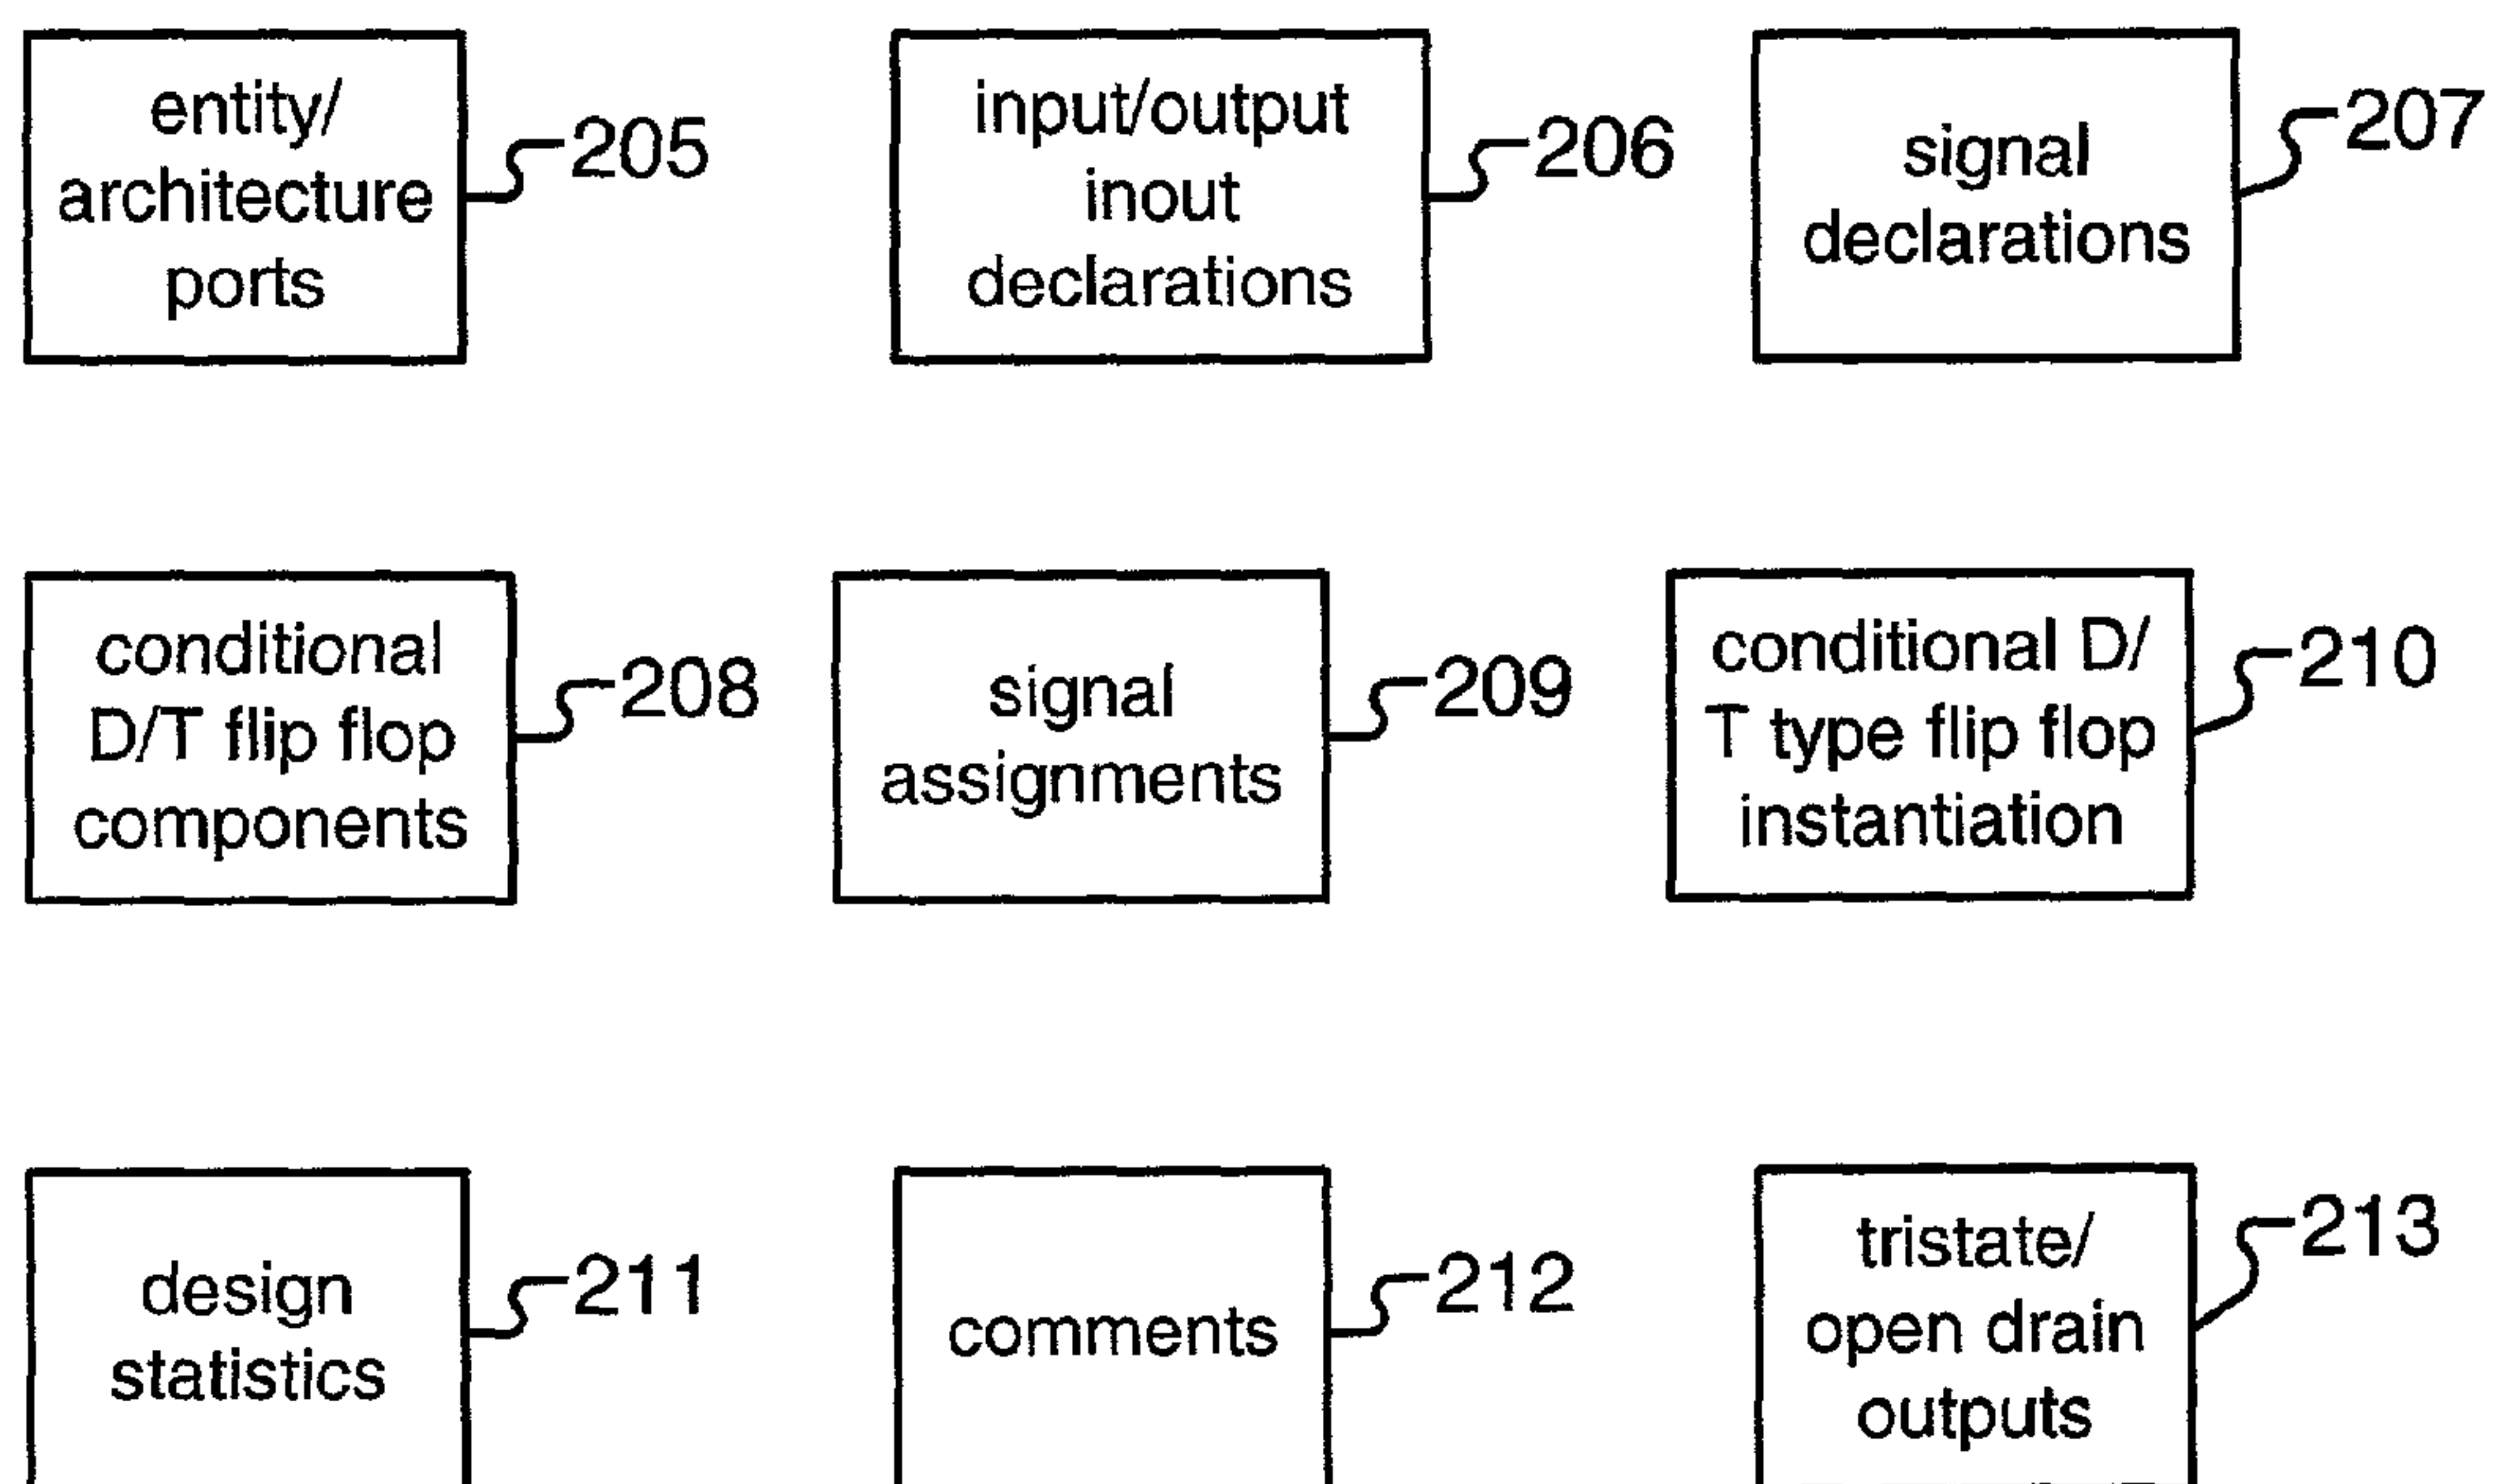 entity/
architecture
ports
205
input/output
inout
declarations
206
signal
declarations
207
conditional
D/T flip flop
components
208
signal
assignments
209
conditional D/
T type flip flop
instantiation
210
design
statistics
211
comments
212
tristate/
open drain
outputs
213